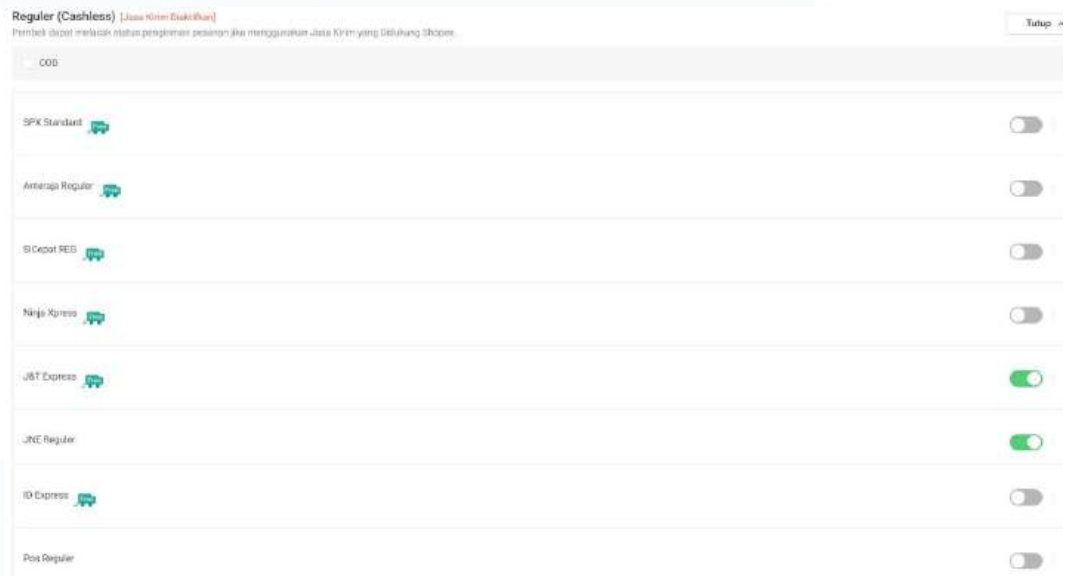 Reguler (Cashless) [Jasa Kirim Diaktifkan]
Tutup
Pembeli dapat melacak status pengiriman pesanan jika menggunakan Jasa Kirim yang Didukung Shopee.
COD
SPX Standard
Anteraja Reguler
SiCepat REG
Ninja Xpress
J&T Express
JNE Reguler
ID Express
Pos Reguler